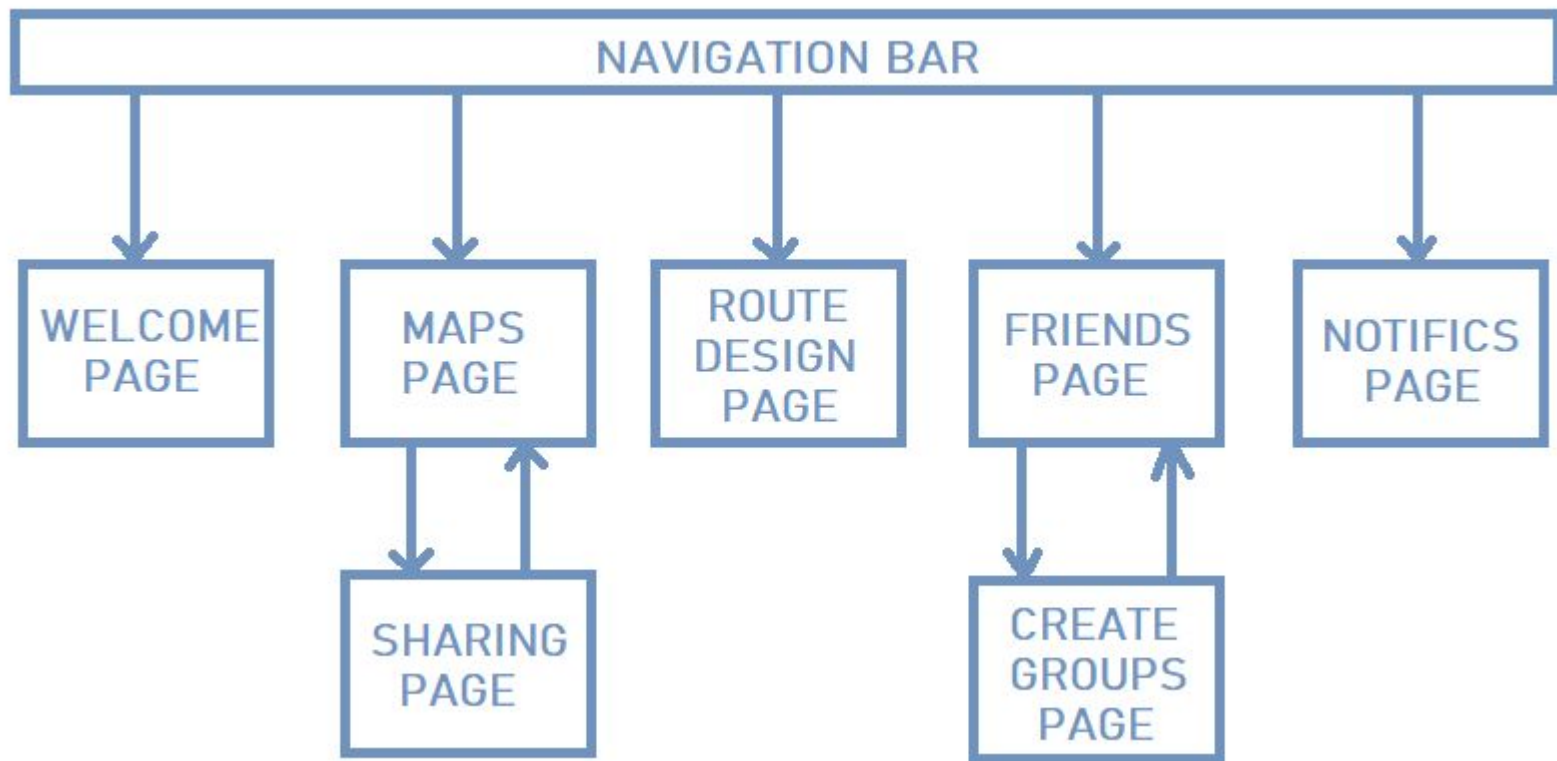 NAVIGATION BAR
WELCOME
PAGE
MAPS
PAGE
ROUTE
DESIGN
PAGE
FRIENDS
PAGE
NOTIFICS
PAGE
SHARING
PAGE
CREATE
GROUPS
PAGE